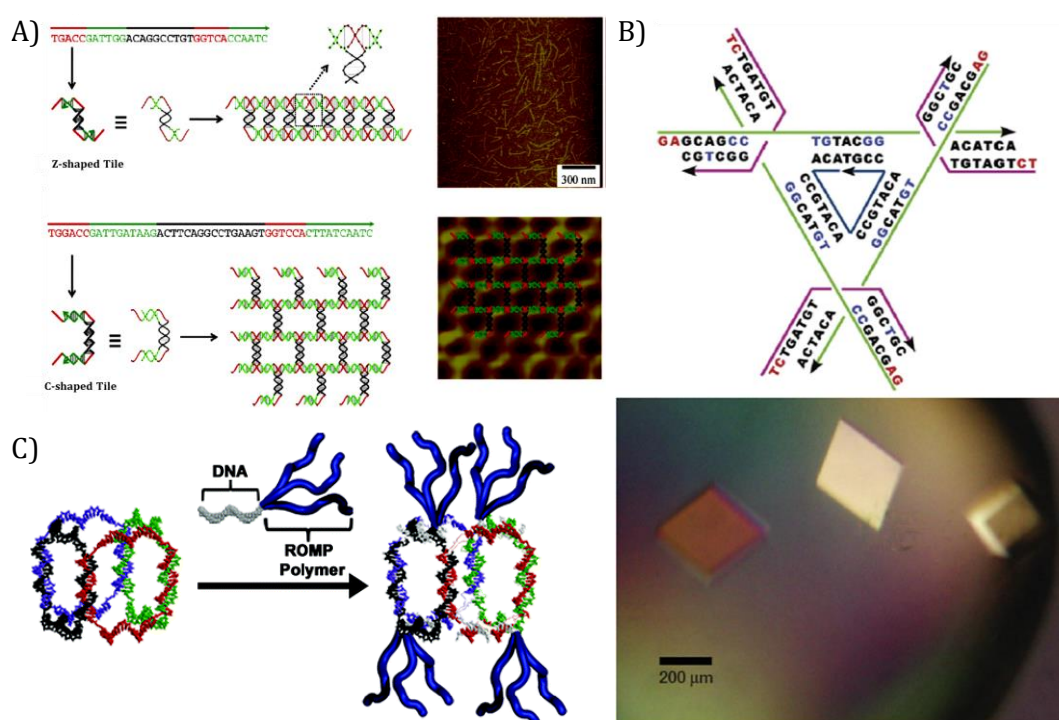 A)
TGACCGATTGGACAGGCCTGTGGTCACCAATC
Z-shaped Tile
300 nm
TGGACCGATTGATAAGACTTCAGGCCTGAAGTGGTCCACTTATCAATC
C-shaped Tile
B)
TCTGATGT
ACTACA
GGCTGC
CCGACGAG
GAGCAGCC
CGTCGG
TGTACGG
ACATGCC
ACATCA
TGTAGTCT
GGCATGT
CCGTACA
CCGTACA
GGCATGT
TCTGATGT
ACTACA
GGCTGC
CCGACGAG
C)
DNA
ROMP
Polymer
200 μm